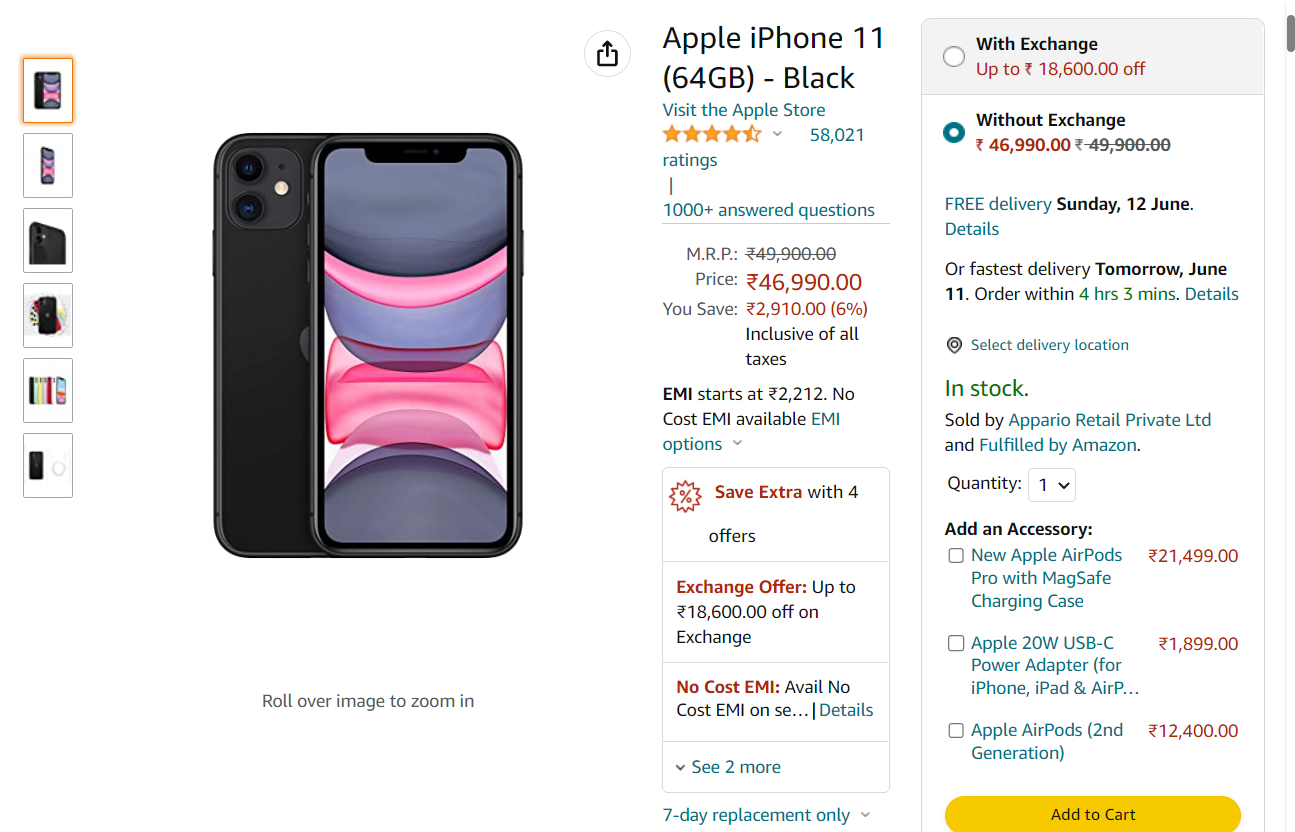 Apple iPhone 11
(64GB) - Black
Visit the Apple Store
58,021
ratings
|
1000+ answered questions
M.R.P.: ₹49,900.00
Price: ₹46,990.00
You Save: ₹2,910.00 (6%)
Inclusive of all
taxes
EMI starts at ₹2,212. No
Cost EMI available EMI
options
% Save Extra with 4
offers
Exchange Offer: Up to
₹18,600.00 off on
Exchange
No Cost EMI: Avail No
Cost EMI on se…| Details
See 2 more
7-day replacement only
Roll over image to zoom in
With Exchange
Up to ₹ 18,600.00 off
Without Exchange
₹ 46,990.00 ₹ 49,900.00
FREE delivery Sunday, 12 June.
Details
Or fastest delivery Tomorrow, June
11. Order within 4 hrs 3 mins. Details
Select delivery location
In stock.
Sold by Appario Retail Private Ltd
and Fulfilled by Amazon.
Quantity: 1
Add an Accessory:
New Apple AirPods ₹21,499.00
Pro with MagSafe
Charging Case
Apple 20W USB-C ₹1,899.00
Power Adapter (for
iPhone, iPad & AirP…
Apple AirPods (2nd ₹12,400.00
Generation)
Add to Cart